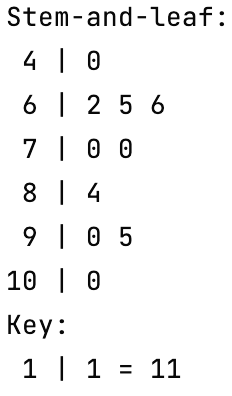 Stem-and-leaf:
 4 | 0
 6 | 2 5 6
 7 | 0 0
 8 | 4
 9 | 0 5
10 | 0
Key:
 1 | 1 = 11